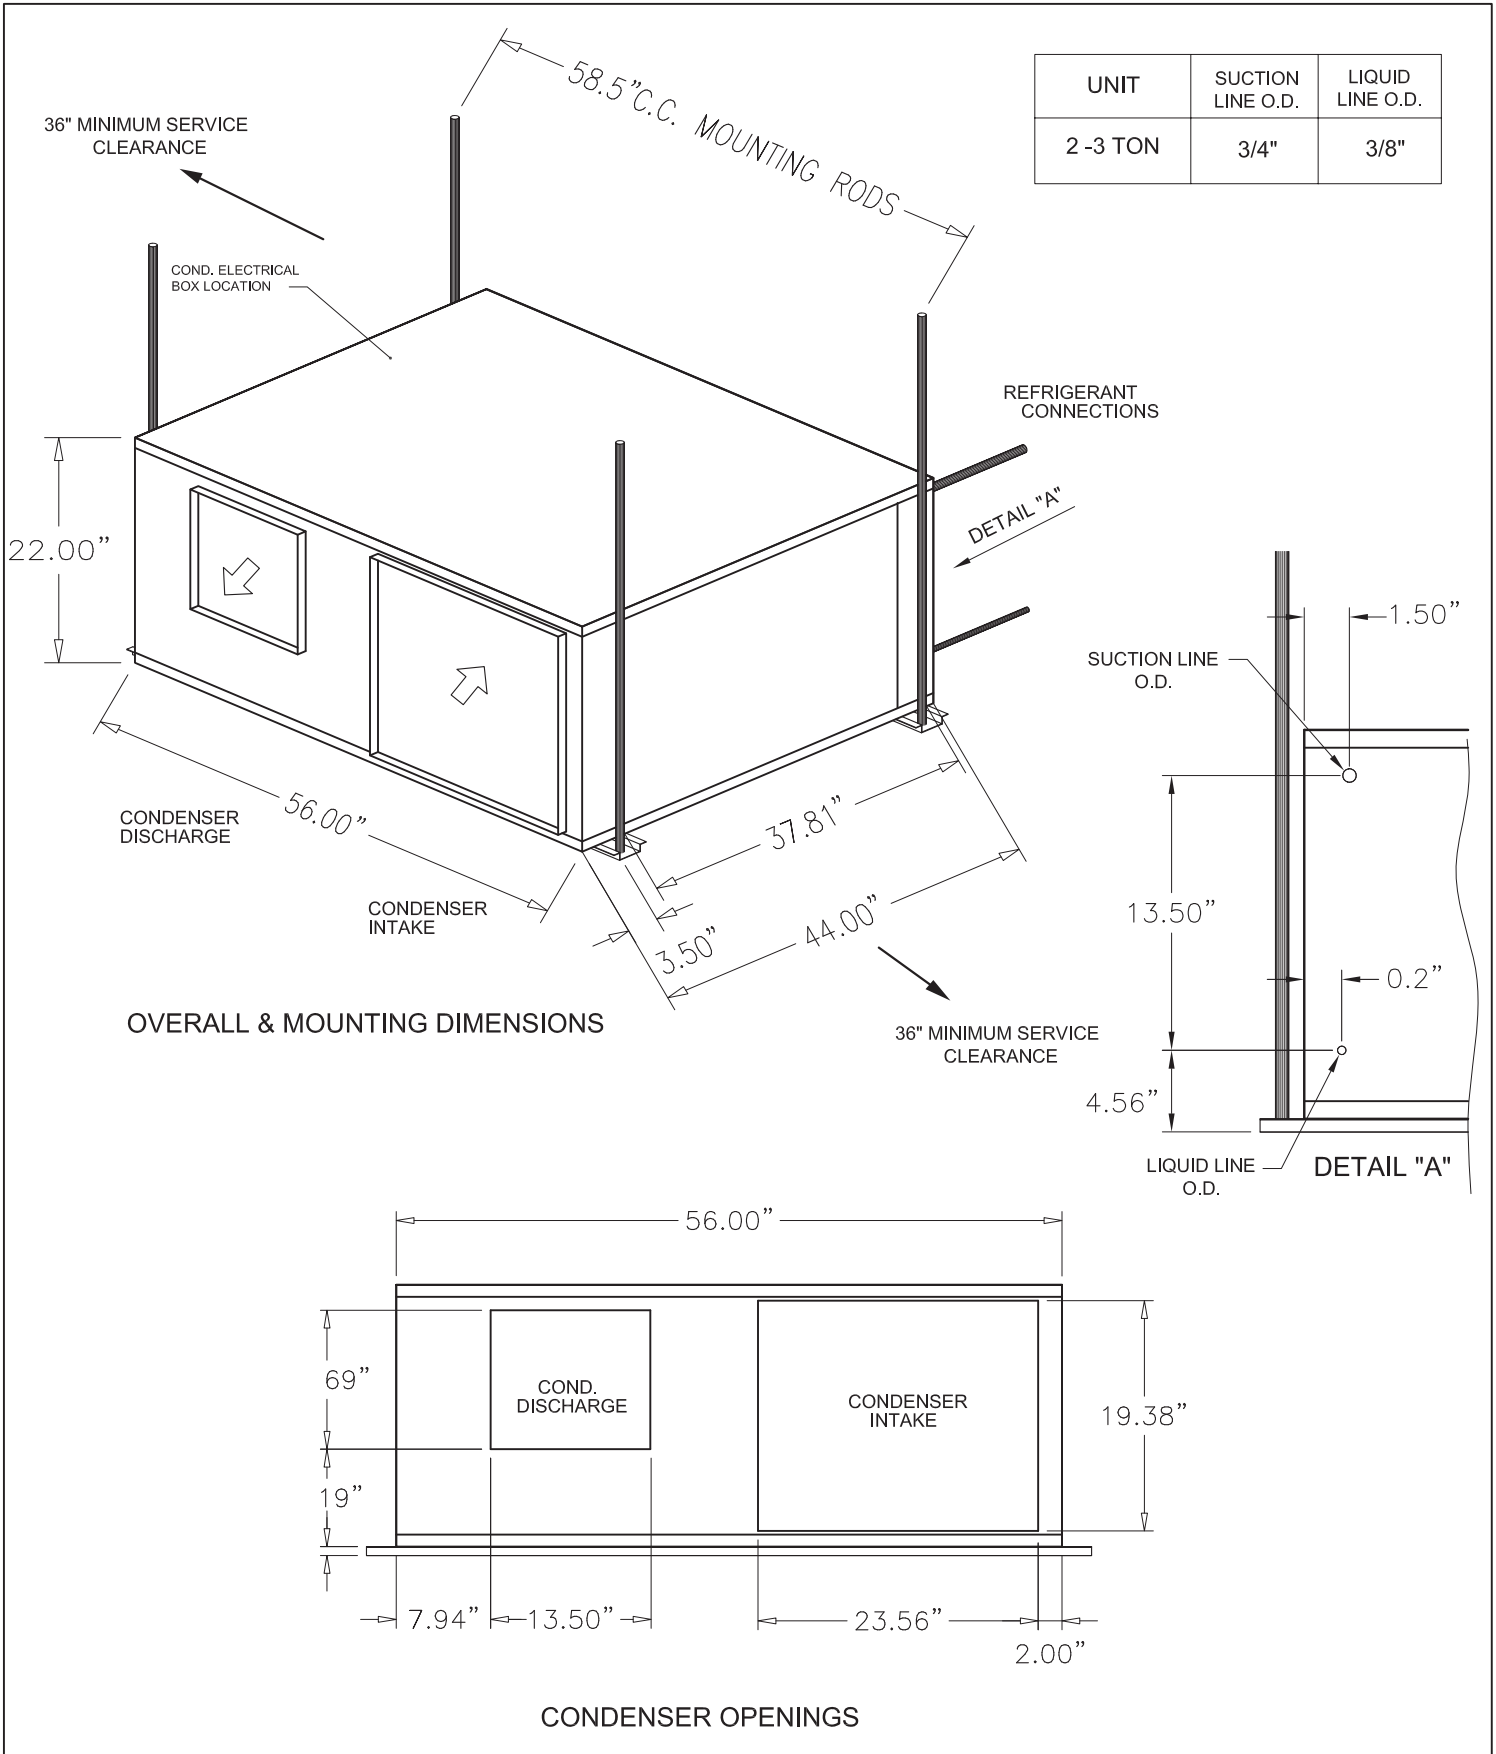 58.5”C.C. MOUNTING RODS
UNIT
SUCTION
LINE O.D.
LIQUID
LINE O.D.
2 -3 TON
3/4"
3/8"
36" MINIMUM SERVICE
CLEARANCE
COND. ELECTRICAL
BOX LOCATION
REFRIGERANT
CONNECTIONS
DETAIL "A"
22.00”
56.00”
CONDENSER
DISCHARGE
CONDENSER
INTAKE
37.81”
3.50”
44.00”
36" MINIMUM SERVICE
CLEARANCE
OVERALL & MOUNTING DIMENSIONS
1.50”
SUCTION LINE
O.D.
13.50”
0.2”
4.56”
LIQUID LINE
O.D.
DETAIL "A"
56.00”
69”
COND.
DISCHARGE
CONDENSER
INTAKE
19.38”
19”
7.94”
13.50”
23.56”
2.00”
CONDENSER OPENINGS